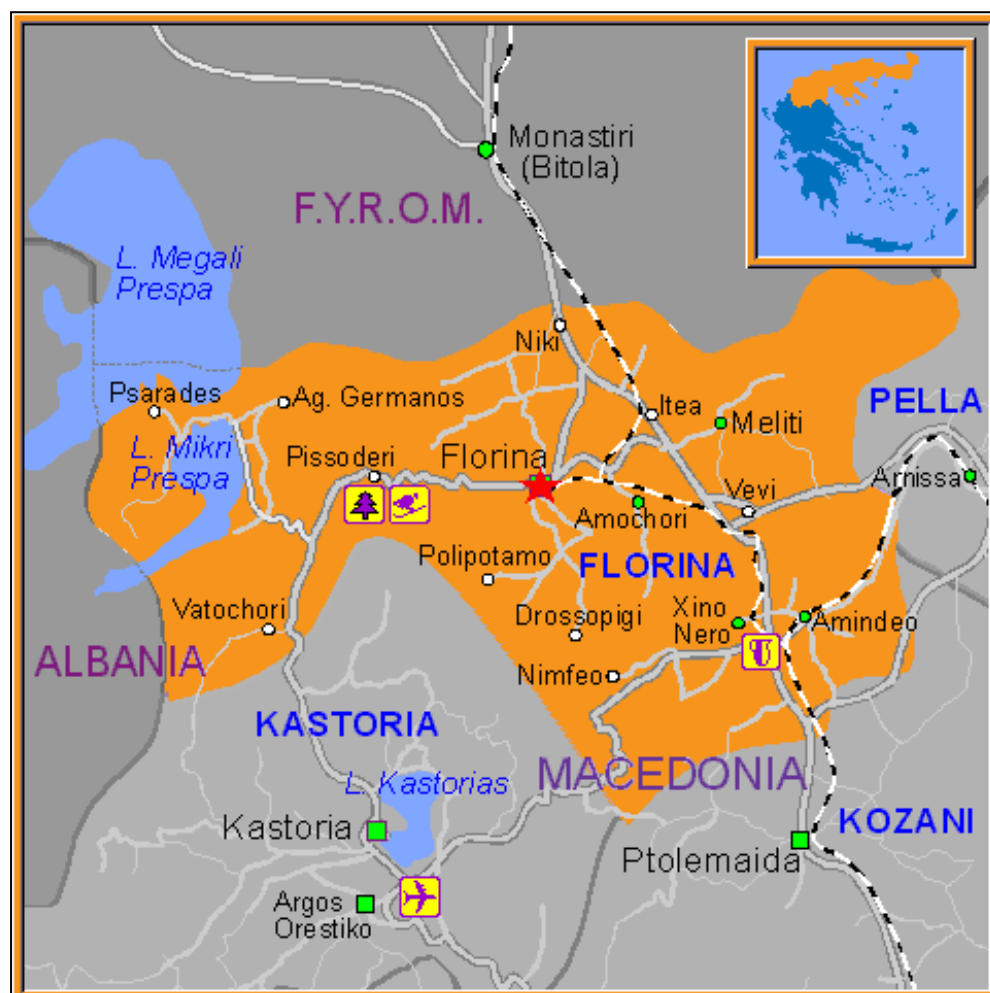 Monastiri
(Bitola)
F.Y.R.O.M.
L. Megali
Prespa
Niki
Psarades
Ag. Germanos
Itea
PELLA
Meliti
L. Mikri
Prespa
Pissoderi
Florina
Arnissa
Vevi
Amochori
Polipotamo
FLORINA
Vatochori
Drossopigi
Xino
Nero
Amindeo
ALBANIA
Nimfeo
KASTORIA
MACEDONIA
L. Kastorias
Kastoria
KOZANI
Ptolemaida
Argos
Orestiko